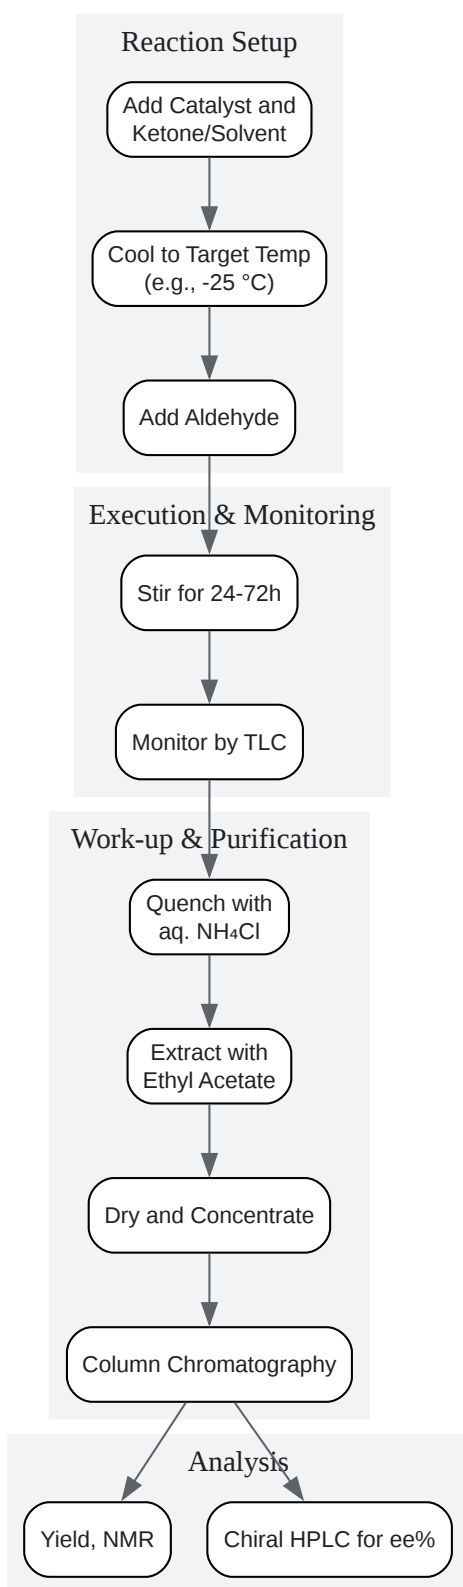 Reaction Setup
Add Catalyst and
Ketone/Solvent
Cool to Target Temp
(e.g., -25 °C)
Add Aldehyde
Execution & Monitoring
Stir for 24-72h
Monitor by TLC
Work-up & Purification
Quench with
aq. NH₄Cl
Extract with
Ethyl Acetate
Dry and Concentrate
Column Chromatography
Analysis
Yield, NMR
Chiral HPLC for ee%